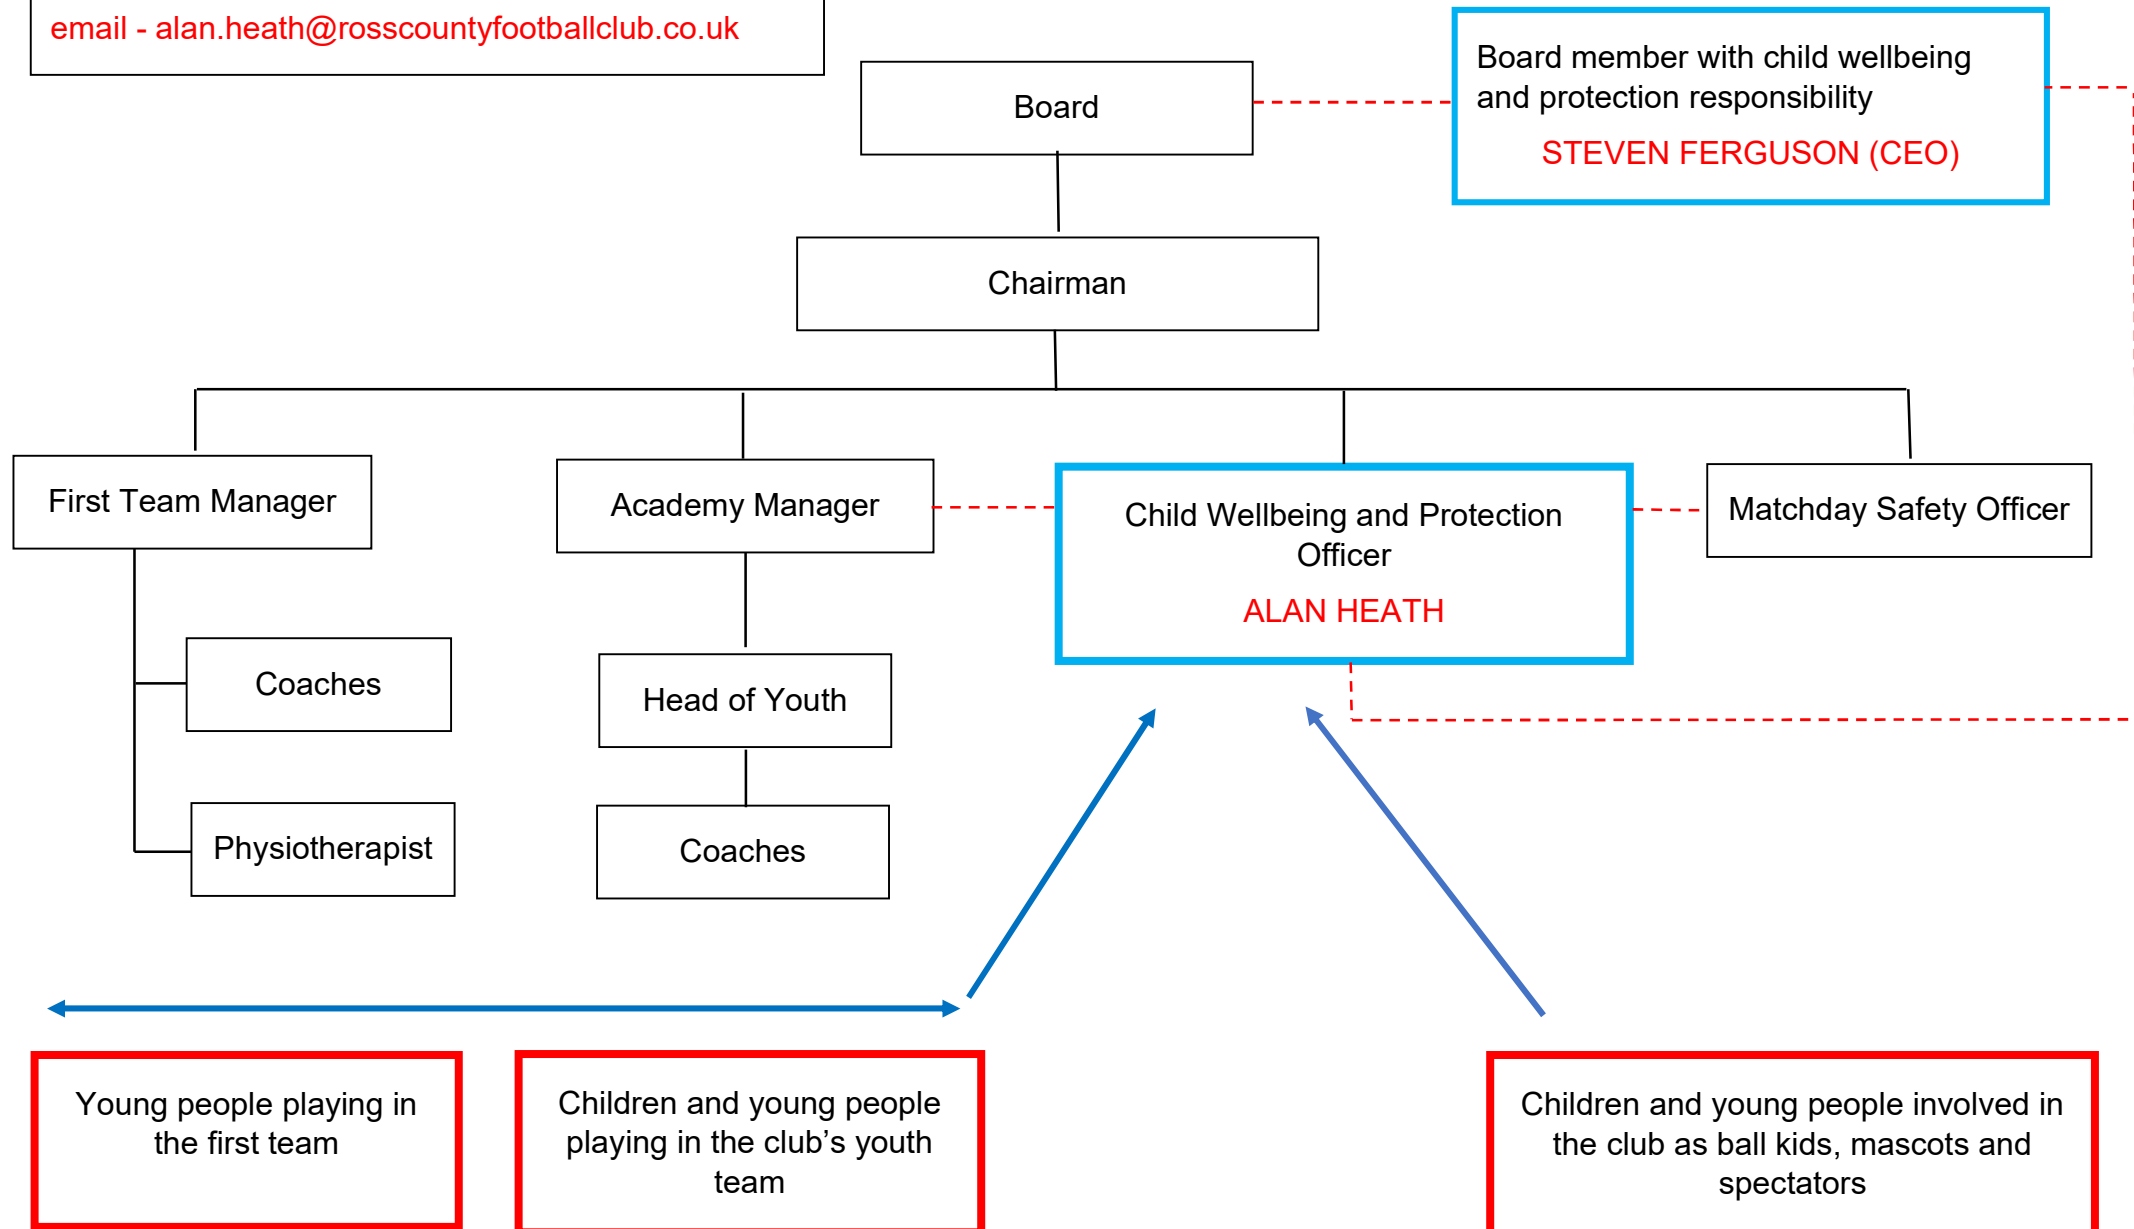 email - alan.heath@rosscountyfootballclub.co.uk
Board
Board member with child wellbeing
and protection responsibility
STEVEN FERGUSON (CEO)
Chairman
First Team Manager
Academy Manager
Child Wellbeing and Protection
Officer
ALAN HEATH
Matchday Safety Officer
Coaches
Head of Youth
Physiotherapist
Coaches
Young people playing in
the first team
Children and young people
playing in the club’s youth
team
Children and young people involved in
the club as ball kids, mascots and
spectators